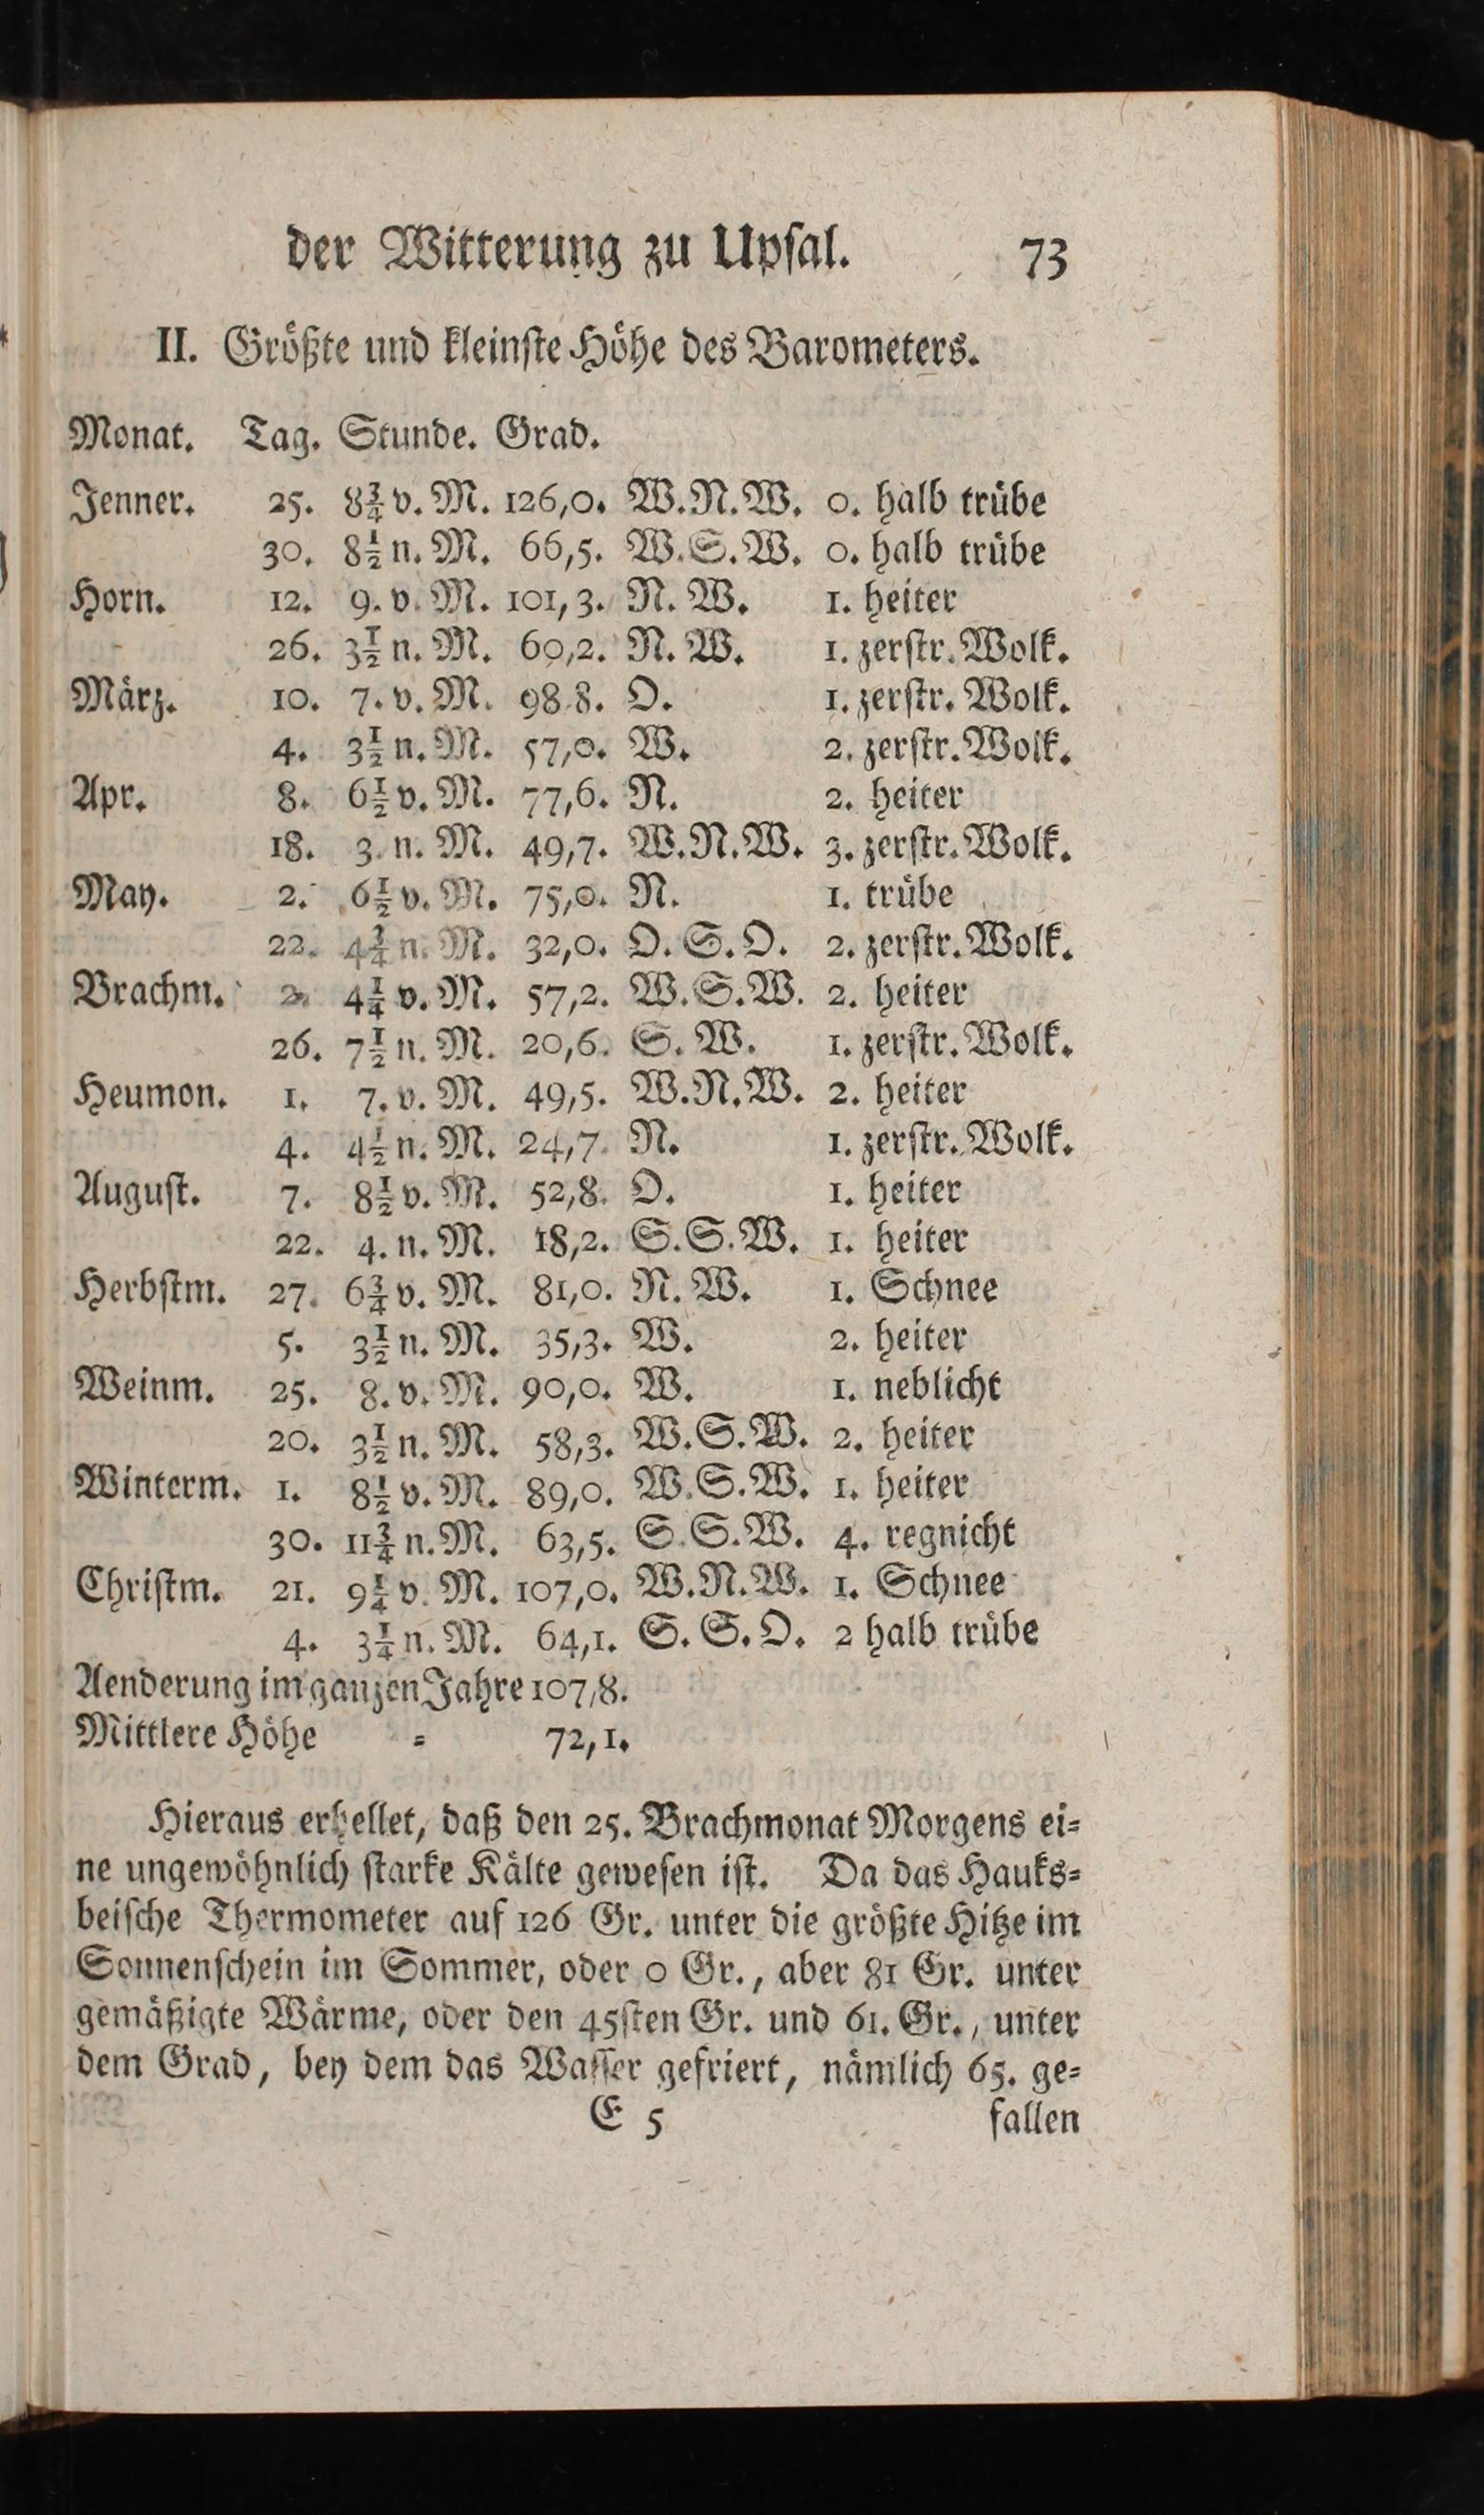 der Witterung zu Upſal. 73
II. Größte und kleinſte Höhe des Barometers.
Monat. Tag. Stunde. Grad.
Jenner. 25. 8¾ v. M. 126,0. W.N.W. 0. halb trübe
30. 8½ n. M. 66,5. W.S.W. 0. halb trübe
Horn. 12. 9. v. M. 101,3. N. W. 1. heiter
26. 3½ n. M. 60,2. N. W. 1. zerſtr. Wolk.
März. 10. 7. v. M. 98 8. O. 1. zerſtr. Wolk.
4. 3½ n. M. 57,0. W. 2. zerſtr. Wolk.
Apr. 8. 6½ v. M. 77,6. N. 2. heiter
18. 3. n. M. 49,7. W.N.W. 3. zerſtr. Wolk.
May. 2. 6½ v. M. 75,0. N. 1. trübe
22. 4¾ n. M. 32,0. O. S. O. 2. zerſtr. Wolk.
Brachm. 2. 4¼ v. M. 57,2. W.S.W. 2. heiter
26. 7½ n. M. 20,6. S. W. 1. zerſtr. Wolk.
Heumon. 1. 7. v. M. 49,5. W.N.W. 2. heiter
4. 4½ n. M. 24,7. N. 1. zerſtr. Wolk.
Auguſt. 7. 8½ v. M. 52,8. O. 1. heiter
22. 4. n. M. 18,2. S.S.W. 1. heiter
Herbſtm. 27. 6¾ v. M. 81,0. N. W. 1. Schnee
5. 3½ n. M. 35,3. W. 2. heiter
Weinm. 25. 8. v. M. 90,0. W. 1. neblicht
20. 3½ n. M. 58,3. W.S.W. 2. heiter
Winterm. 1. 8½ v. M. 89,0. W.S.W. 1. heiter
30. 11¾ n. M. 63,5. S.S.W. 4. regnicht
Chriſtm. 21. 9¼ v. M. 107,0. W.N.W. 1. Schnee
4. 3¼ n. M. 64,1. S. S. O. 2 halb trübe
Aenderung im ganzen Jahre 107,8.
Mittlere Höhe = 72,1.
Hieraus erhellet, daß den 25. Brachmonat Morgens ei=
ne ungewöhnlich ſtarke Kälte geweſen iſt. Da das Hauks=
beiſche Thermometer auf 126 Gr. unter die größte Hitze im
Sonnenſchein im Sommer, oder 0 Gr., aber 81 Gr. unter
gemäßigte Wärme, oder den 45ſten Gr. und 61. Gr., unter
dem Grad, bey dem das Waſſer gefriert, nämlich 65. ge=
E 5 fallen